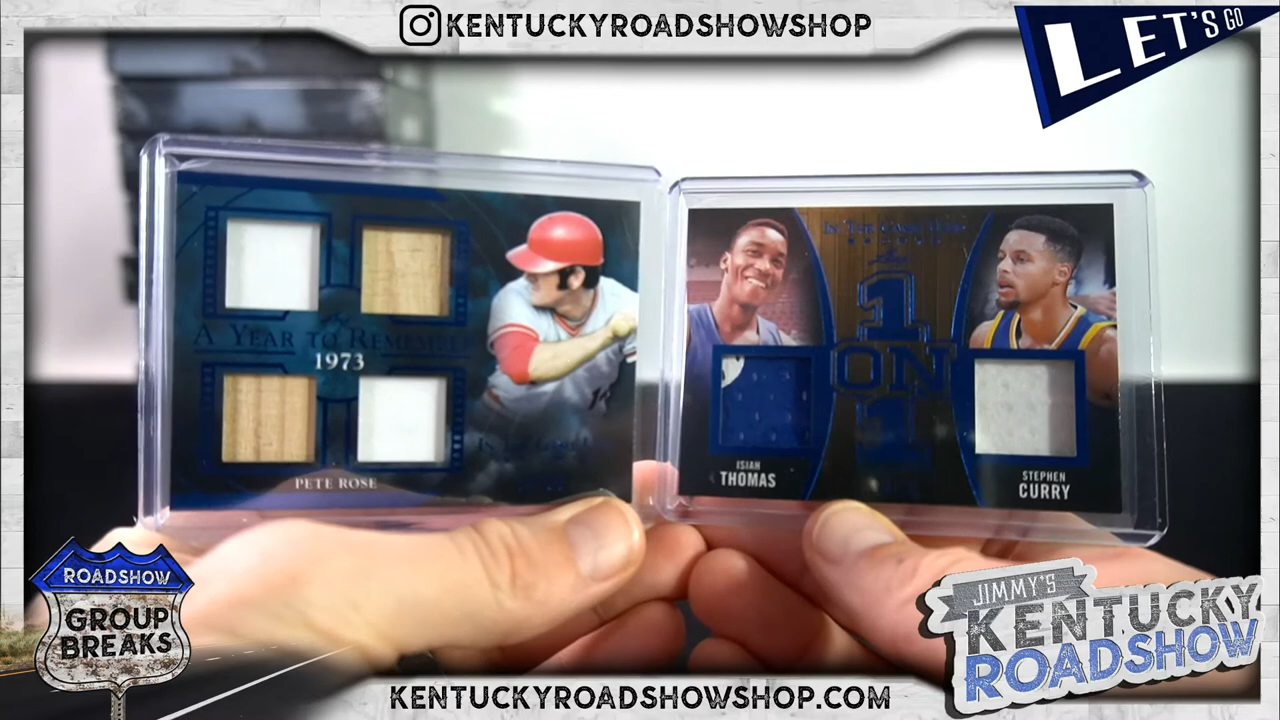 KENTUCKYROADSHOWSHOP
LET'S GO
A YEAR TO REMEMBER
1973
PETE ROSE
14
1
ON
1
ISIAH
THOMAS
STEPHEN
CURRY
ROADSHOW
GROUP
BREAKS
JIMMY'S
KENTUCKY
ROADSHOW
KENTUCKYROADSHOWSHOP.COM